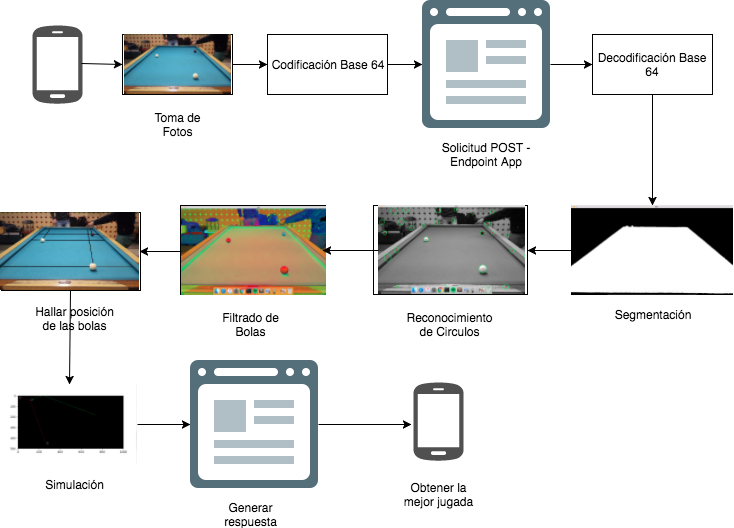 Codificación Base 64
Decodificación Base
64
Toma de
Fotos
Solicitud POST -
Endpoint App
Hallar posición
de las bolas
Filtrado de
Bolas
Reconocimiento
de Circulos
Segmentación
Simulación
Generar
respuesta
Obtener la
mejor jugada